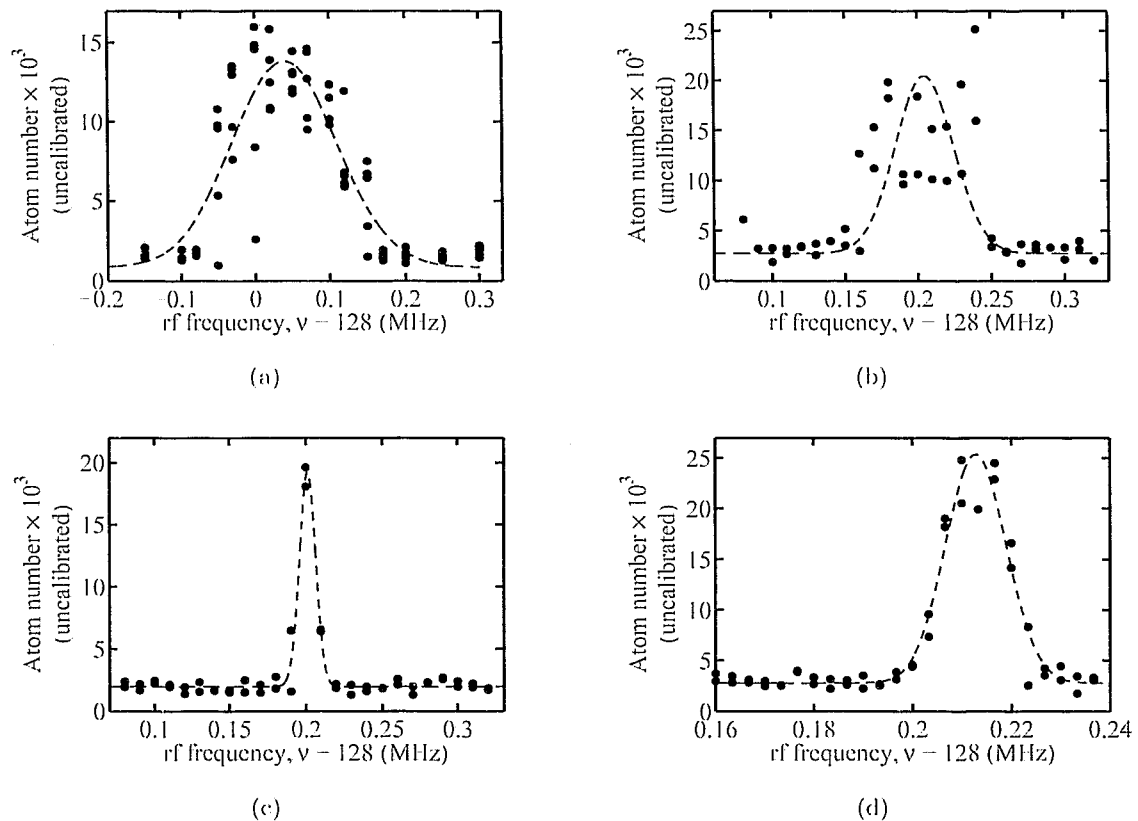 15
10
5
0
−0.2
−0.1
0
0.1
0.2
0.3
Atom number × 10³
(uncalibrated)
rf frequency, ν − 128 (MHz)
(a)
25
20
15
10
5
0
0.1
0.15
0.2
0.25
0.3
Atom number × 10³
(uncalibrated)
rf frequency, ν − 128 (MHz)
(b)
20
15
10
5
0
0.1
0.15
0.2
0.25
0.3
Atom number × 10³
(uncalibrated)
rf frequency, ν − 128 (MHz)
(c)
25
20
15
10
5
0
0.16
0.18
0.2
0.22
0.24
Atom number × 10³
(uncalibrated)
rf frequency, ν − 128 (MHz)
(d)